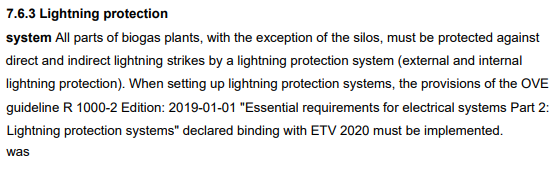 7.6.3 Lightning protection
system All parts of biogas plants, with the exception of the silos, must be protected against
direct and indirect lightning strikes by a lightning protection system (external and internal
lightning protection). When setting up lightning protection systems, the provisions of the OVE
guideline R 1000-2 Edition: 2019-01-01 "Essential requirements for electrical systems Part 2:
Lightning protection systems" declared binding with ETV 2020 must be implemented.
was